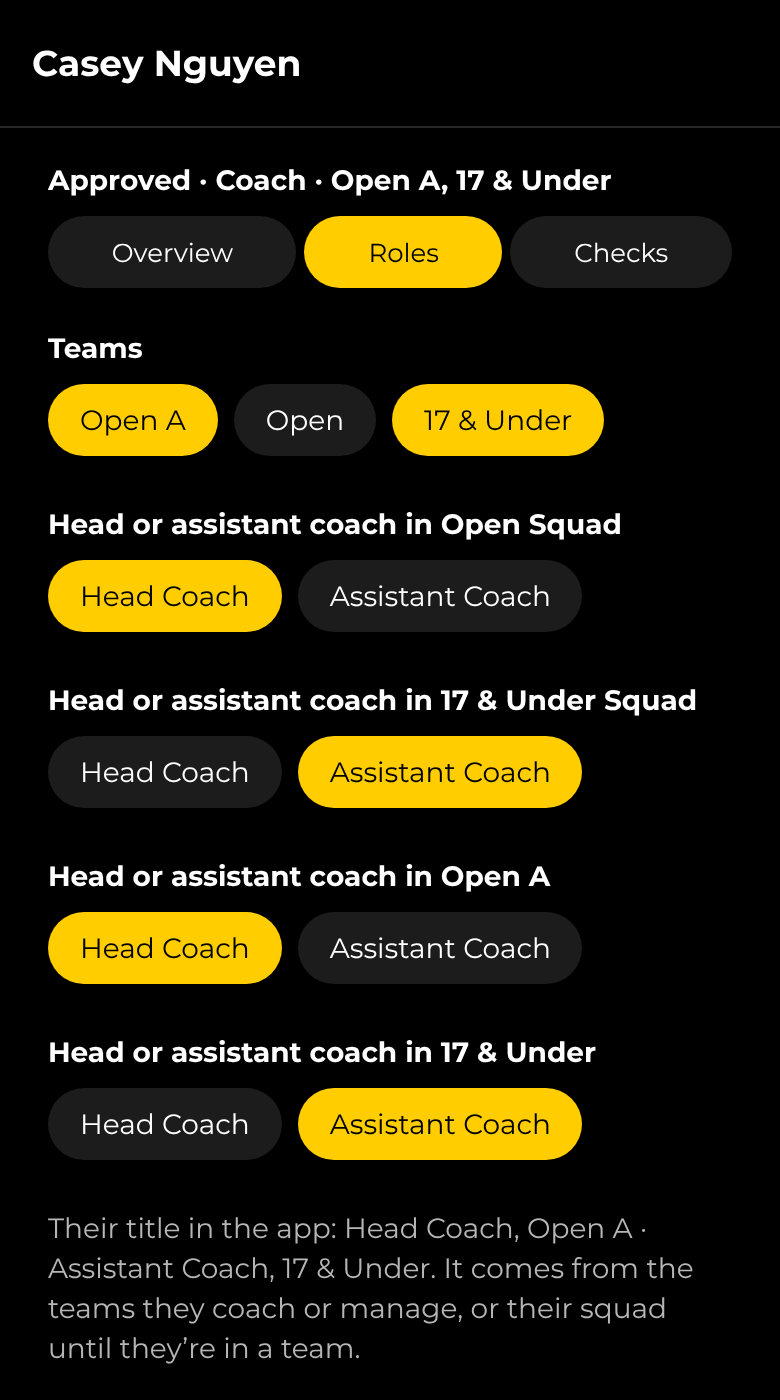 Casey Nguyen
Approved · Coach · Open A, 17 & Under
Overview Roles Checks
Teams
Open A Open 17 & Under
Head or assistant coach in Open Squad
Head Coach Assistant Coach
Head or assistant coach in 17 & Under Squad
Head Coach Assistant Coach
Head or assistant coach in Open A
Head Coach Assistant Coach
Head or assistant coach in 17 & Under
Head Coach Assistant Coach
Their title in the app: Head Coach, Open A ·
Assistant Coach, 17 & Under. It comes from the
teams they coach or manage, or their squad
until they’re in a team.